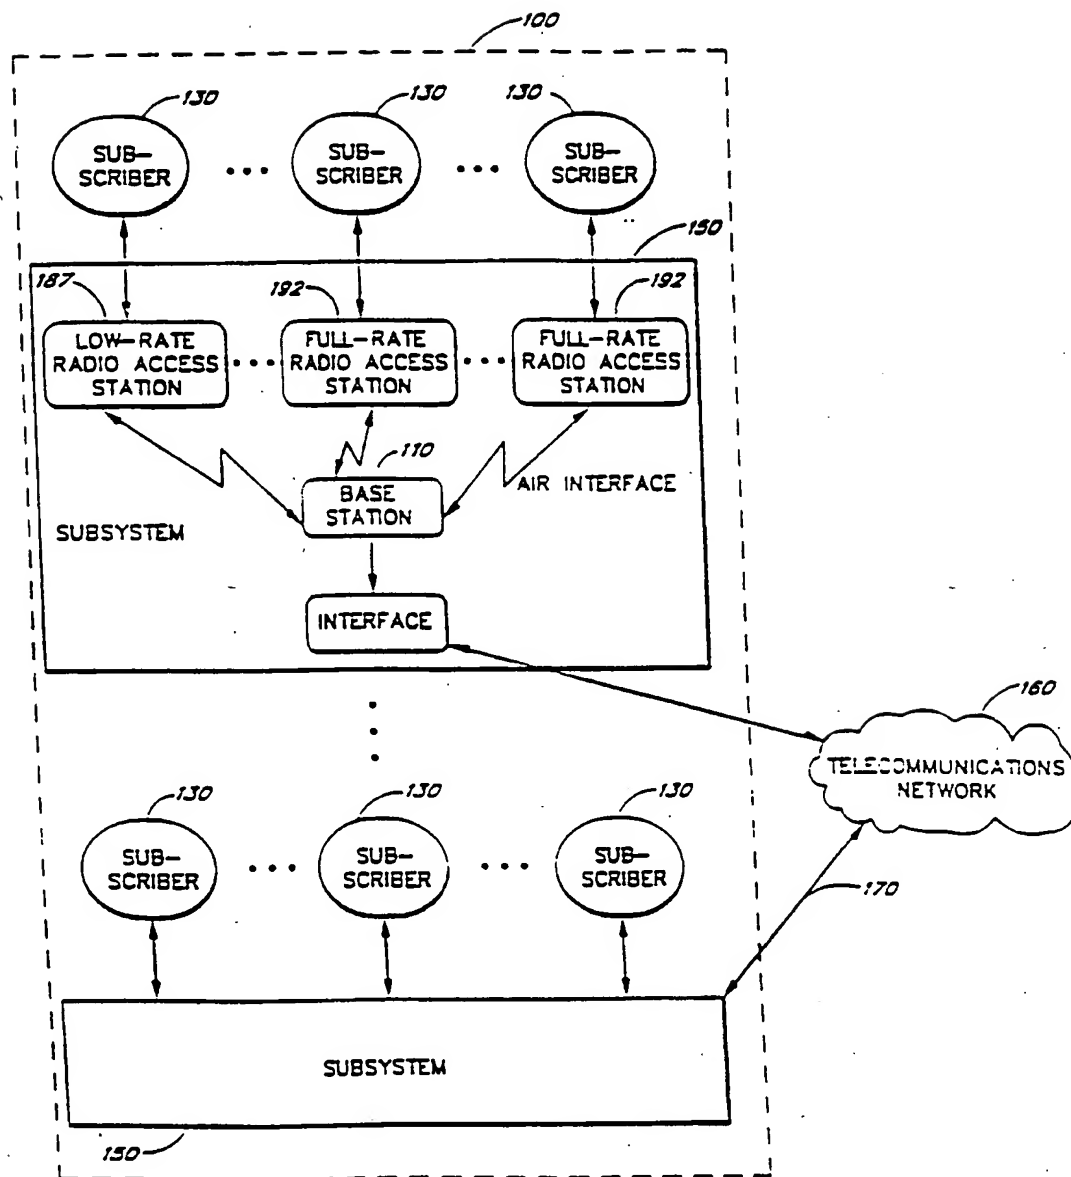 100
130
130
130
SUB-
SCRIBER
SUB-
SCRIBER
SUB-
SCRIBER
150
187
192
192
LOW-RATE
RADIO ACCESS
STATION
FULL-RATE
RADIO ACCESS
STATION
FULL-RATE
RADIO ACCESS
STATION
110
BASE
STATION
AIR INTERFACE
SUBSYSTEM
INTERFACE
160
TELECOMMUNICATIONS
NETWORK
130
130
130
SUB-
SCRIBER
SUB-
SCRIBER
SUB-
SCRIBER
170
SUBSYSTEM
150